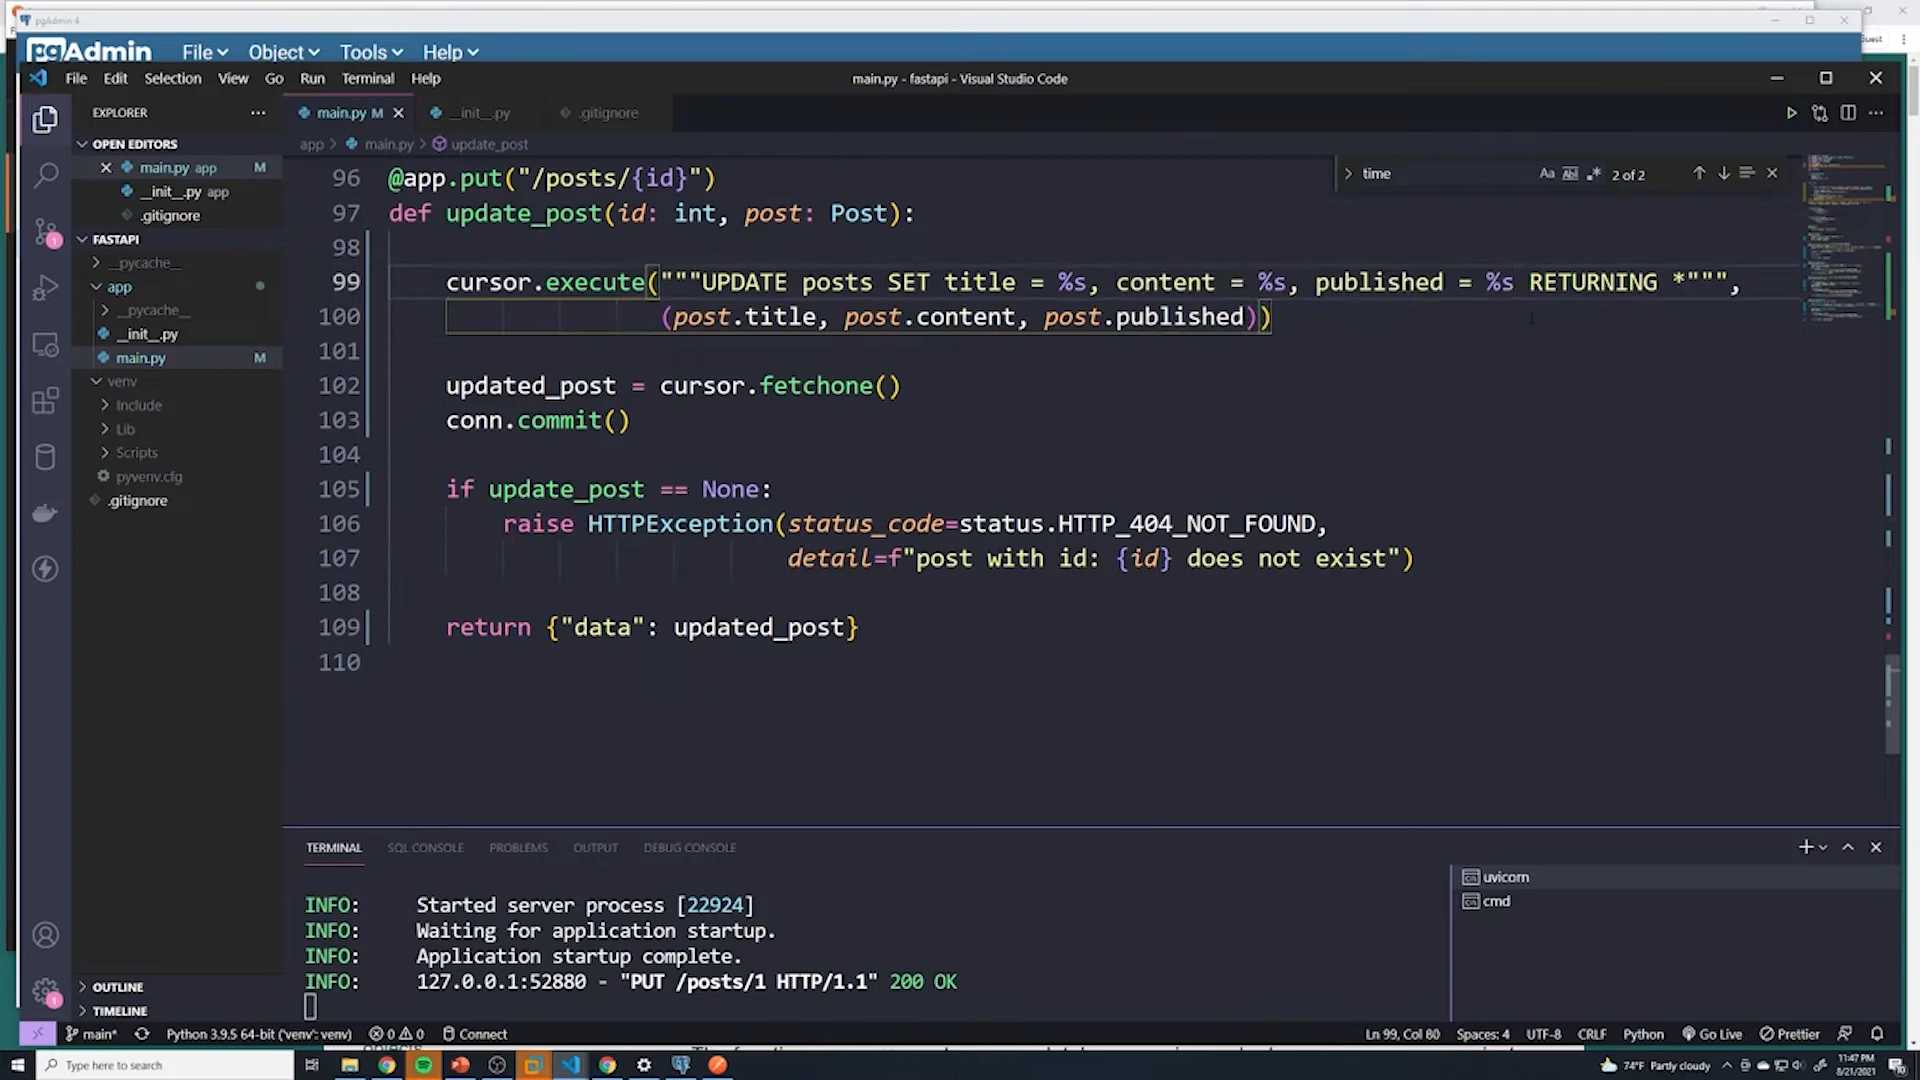 pgAdmin 4
pgAdmin File Object Tools Help
File Edit Selection View Go Run Terminal Help
main.py - fastapi - Visual Studio Code
EXPLORER
main.py M
__init__.py
.gitignore
OPEN EDITORS
main.py app M
__init__.py app
.gitignore
FASTAPI
__pycache__
app
__pycache__
__init__.py
main.py M
venv
Include
Lib
Scripts
pyvenv.cfg
.gitignore
OUTLINE
TIMELINE
app > main.py > update_post
time Aa Ab .* 2 of 2
96 @app.put("/posts/{id}")
97 def update_post(id: int, post: Post):
98
99 cursor.execute("""UPDATE posts SET title = %s, content = %s, published = %s RETURNING *""",
100 (post.title, post.content, post.published))
101
102 updated_post = cursor.fetchone()
103 conn.commit()
104
105 if update_post == None:
106 raise HTTPException(status_code=status.HTTP_404_NOT_FOUND,
107 detail=f"post with id: {id} does not exist")
108
109 return {"data": updated_post}
110
TERMINAL SQL CONSOLE PROBLEMS OUTPUT DEBUG CONSOLE
INFO: Started server process [22924]
INFO: Waiting for application startup.
INFO: Application startup complete.
INFO: 127.0.0.1:52880 - "PUT /posts/1 HTTP/1.1" 200 OK
uvicorn
cmd
main* Python 3.9.5 64-bit ('venv': venv) 0 0 Connect
Ln 99, Col 80 Spaces: 4 UTF-8 CRLF Python Go Live Prettier
Type here to search
74°F Partly cloudy
11:47 PM
8/21/2021